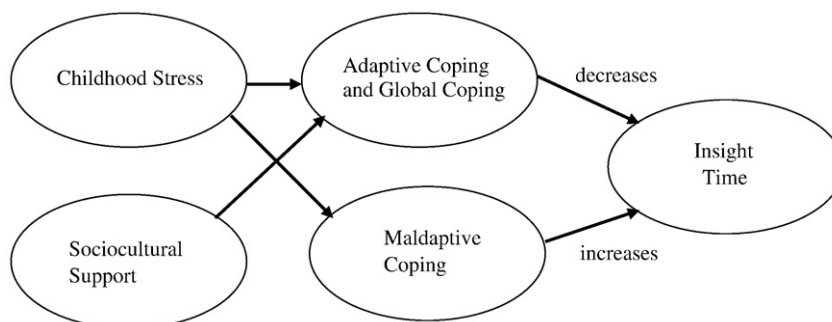 Childhood Stress
Adaptive Coping
and Global Coping
decreases
Insight
Time
Sociocultural
Support
Maldaptive
Coping
increases